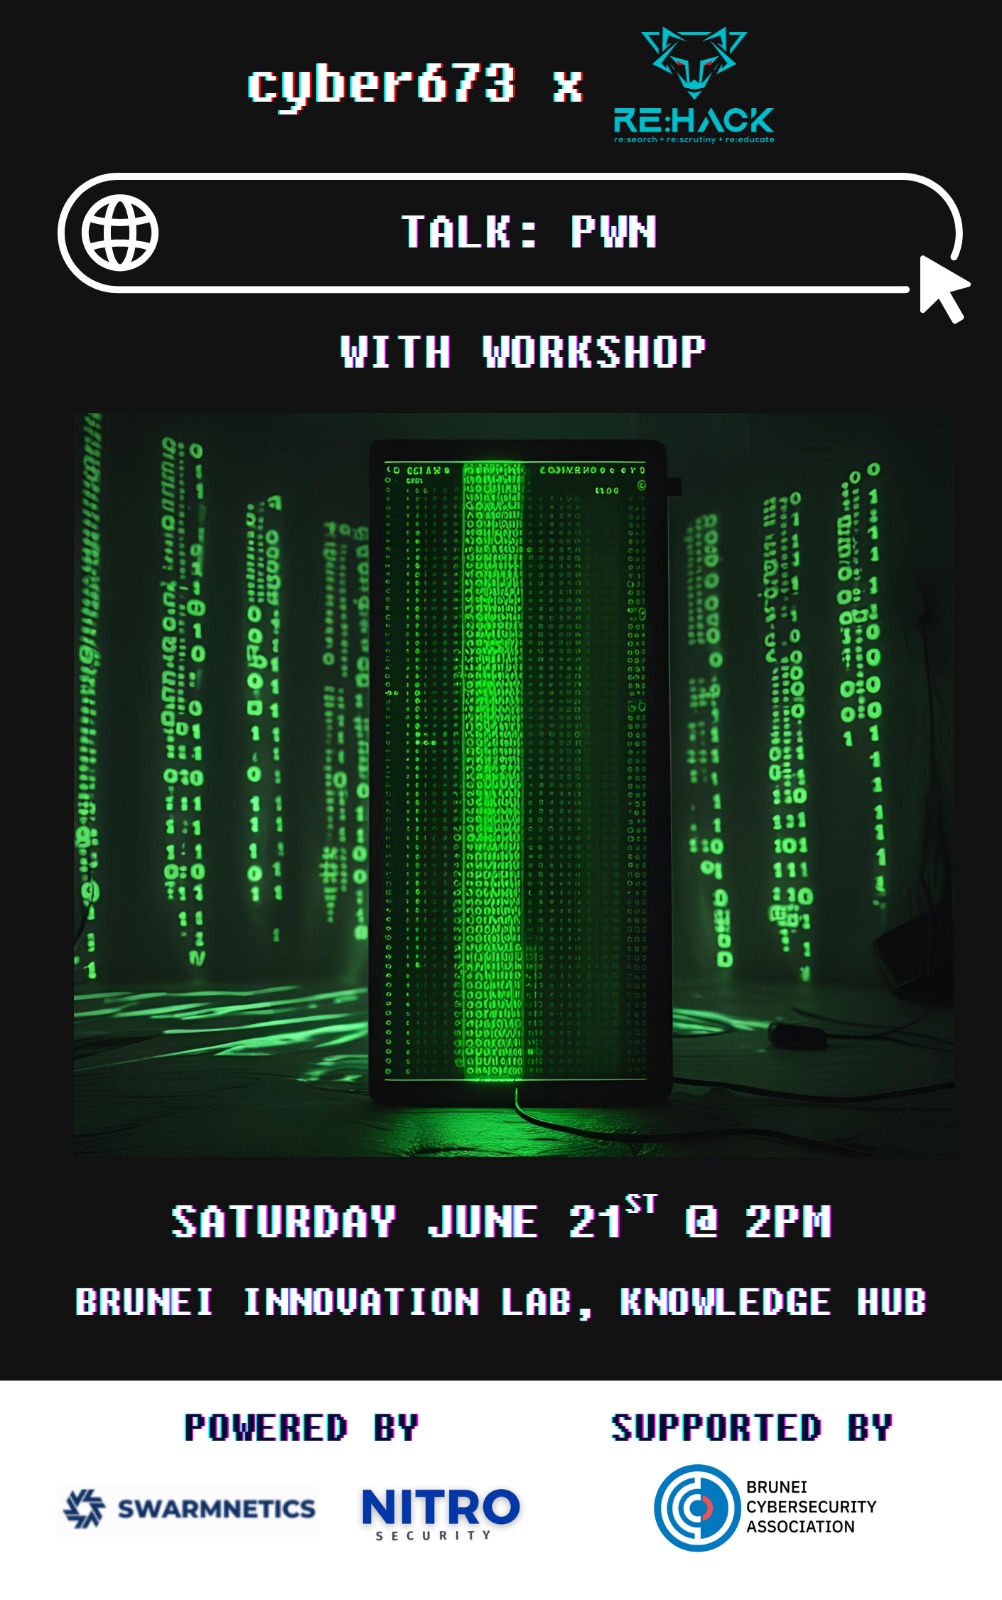 cyber673 x
RE:HACK
re:search + re:scrutiny + re:educate
TALK: PWN
WITH WORKSHOP
SATURDAY JUNE 21ST @ 2PM
BRUNEI INNOVATION LAB, KNOWLEDGE HUB
POWERED BY
SUPPORTED BY
SWARMNETICS
NITRO
SECURITY
BRUNEI
CYBERSECURITY
ASSOCIATION